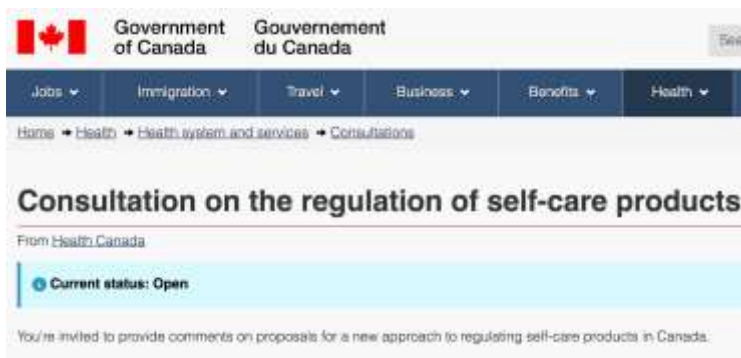 Government Gouvernement
of Canada du Canada
Jobs Immigration Travel Business Benefits Health
Home → Health → Health system and services → Consultations
Consultation on the regulation of self-care products
From Health Canada
Current status: Open
You're invited to provide comments on proposals for a new approach to regulating self-care products in Canada.